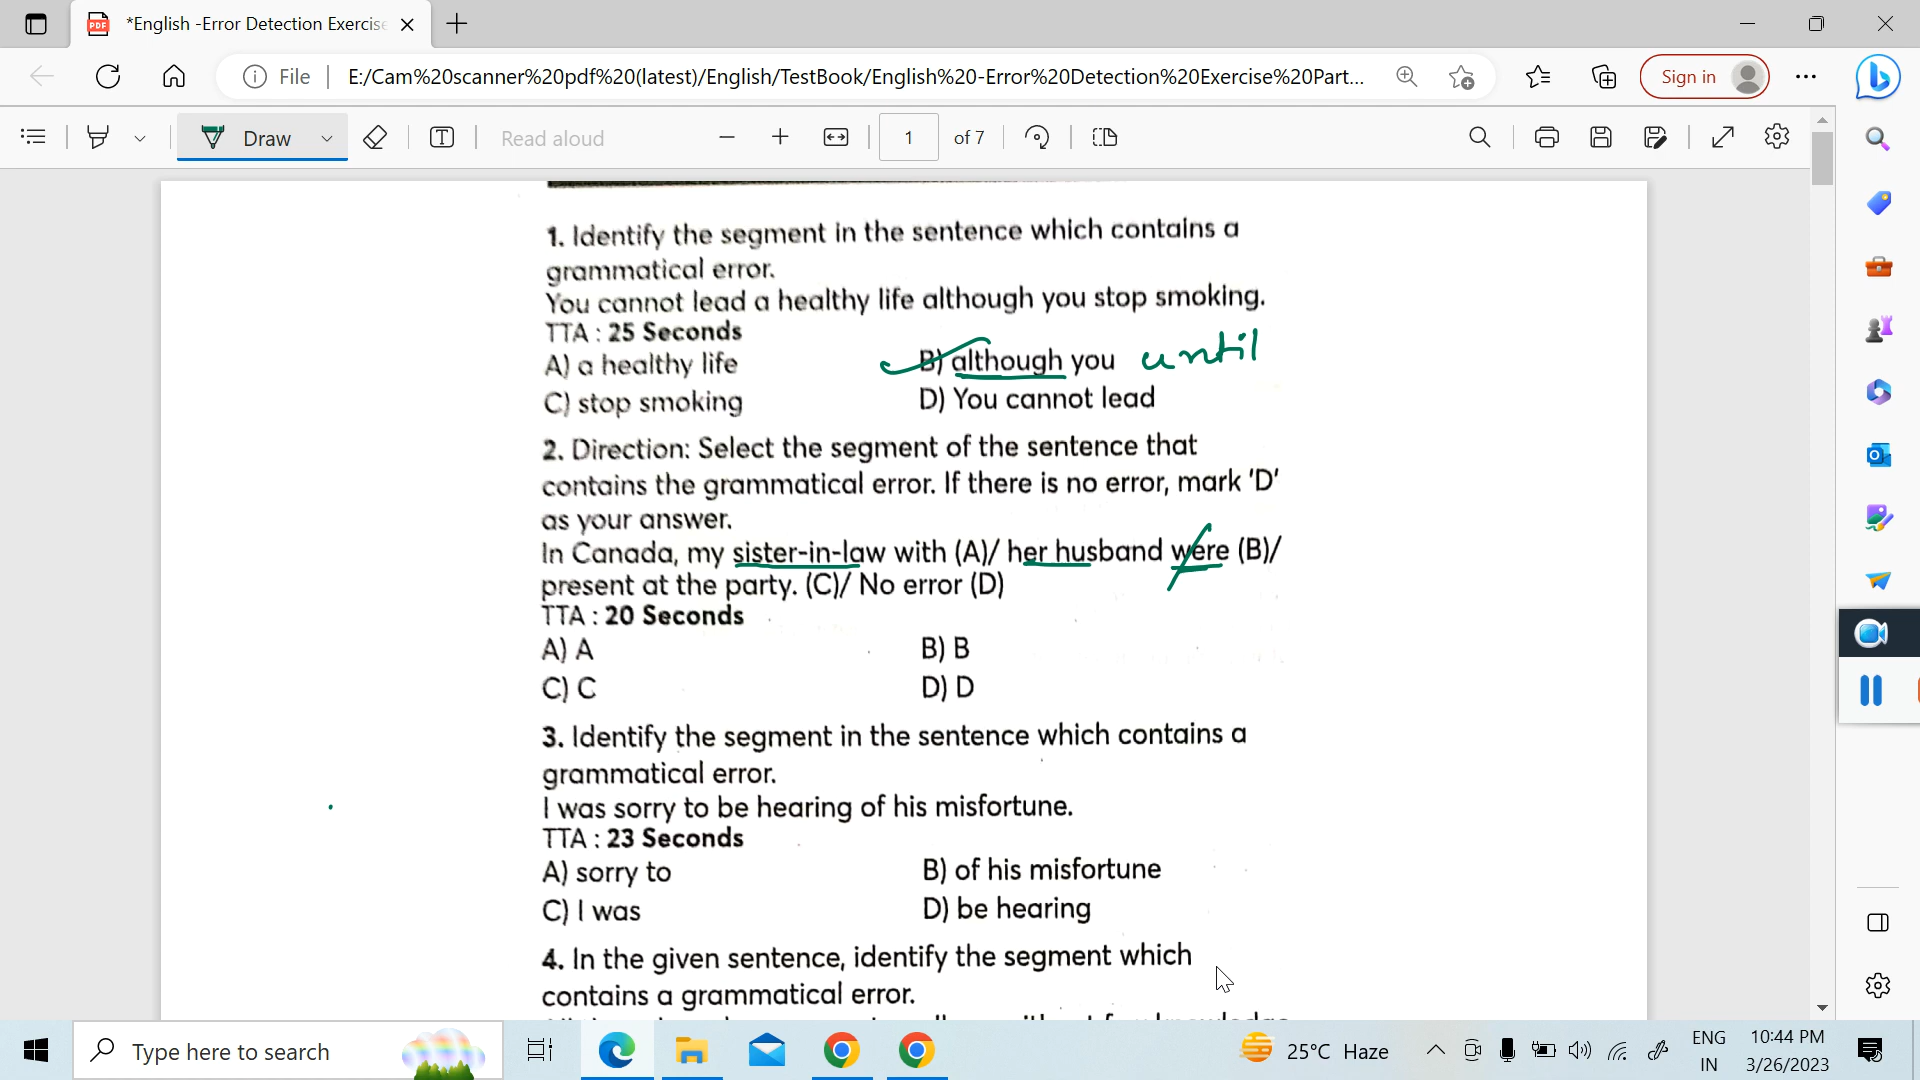 *English -Error Detection Exercise
File
E:/Cam%20scanner%20pdf%20(latest)/English/TestBook/English%20-Error%20Detection%20Exercise%20Part...
Sign in
Draw
Read aloud
1
of 7
1. Identify the segment in the sentence which contains a
grammatical error.
You cannot lead a healthy life although you stop smoking.
TTA : 25 Seconds
A) a healthy life
B) although you until
C) stop smoking
D) You cannot lead
2. Direction: Select the segment of the sentence that
contains the grammatical error. If there is no error, mark 'D'
as your answer.
In Canada, my sister-in-law with (A)/ her husband were (B)/
present at the party. (C)/ No error (D)
TTA : 20 Seconds
A) A
B) B
C) C
D) D
3. Identify the segment in the sentence which contains a
grammatical error.
I was sorry to be hearing of his misfortune.
TTA : 23 Seconds
A) sorry to
B) of his misfortune
C) I was
D) be hearing
4. In the given sentence, identify the segment which
contains a grammatical error.
Type here to search
25°C Haze
ENG
IN
10:44 PM
3/26/2023